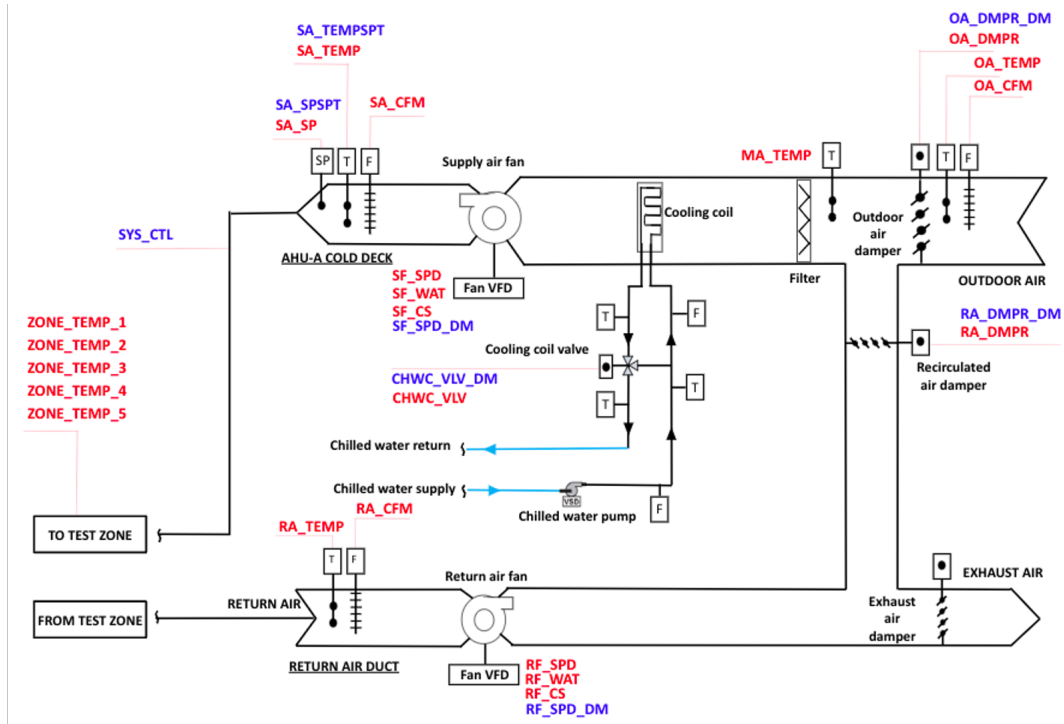 SA_TEMPSPT
SA_TEMP
SA_SPSPT
SA_SP
SA_CFM
OA_DMPR_DM
OA_DMPR
OA_TEMP
OA_CFM
MA_TEMP
SP
T
F
T
T
F
Supply air fan
Cooling coil
Outdoor
air
damper
SYS_CTL
AHU-A COLD DECK
Fan VFD
Filter
OUTDOOR AIR
SF_SPD
SF_WAT
SF_CS
SF_SPD_DM
T
F
RA_DMPR_DM
RA_DMPR
Recirculated
air damper
ZONE_TEMP_1
ZONE_TEMP_2
ZONE_TEMP_3
ZONE_TEMP_4
ZONE_TEMP_5
Cooling coil valve
CHWC_VLV_DM
CHWC_VLV
T
T
Chilled water return
Chilled water supply
VSD
Chilled water pump
F
RA_CFM
RA_TEMP
TO TEST ZONE
T
F
Return air fan
EXHAUST AIR
RETURN AIR
FROM TEST ZONE
Exhaust
air
damper
RETURN AIR DUCT
Fan VFD
RF_SPD
RF_WAT
RF_CS
RF_SPD_DM